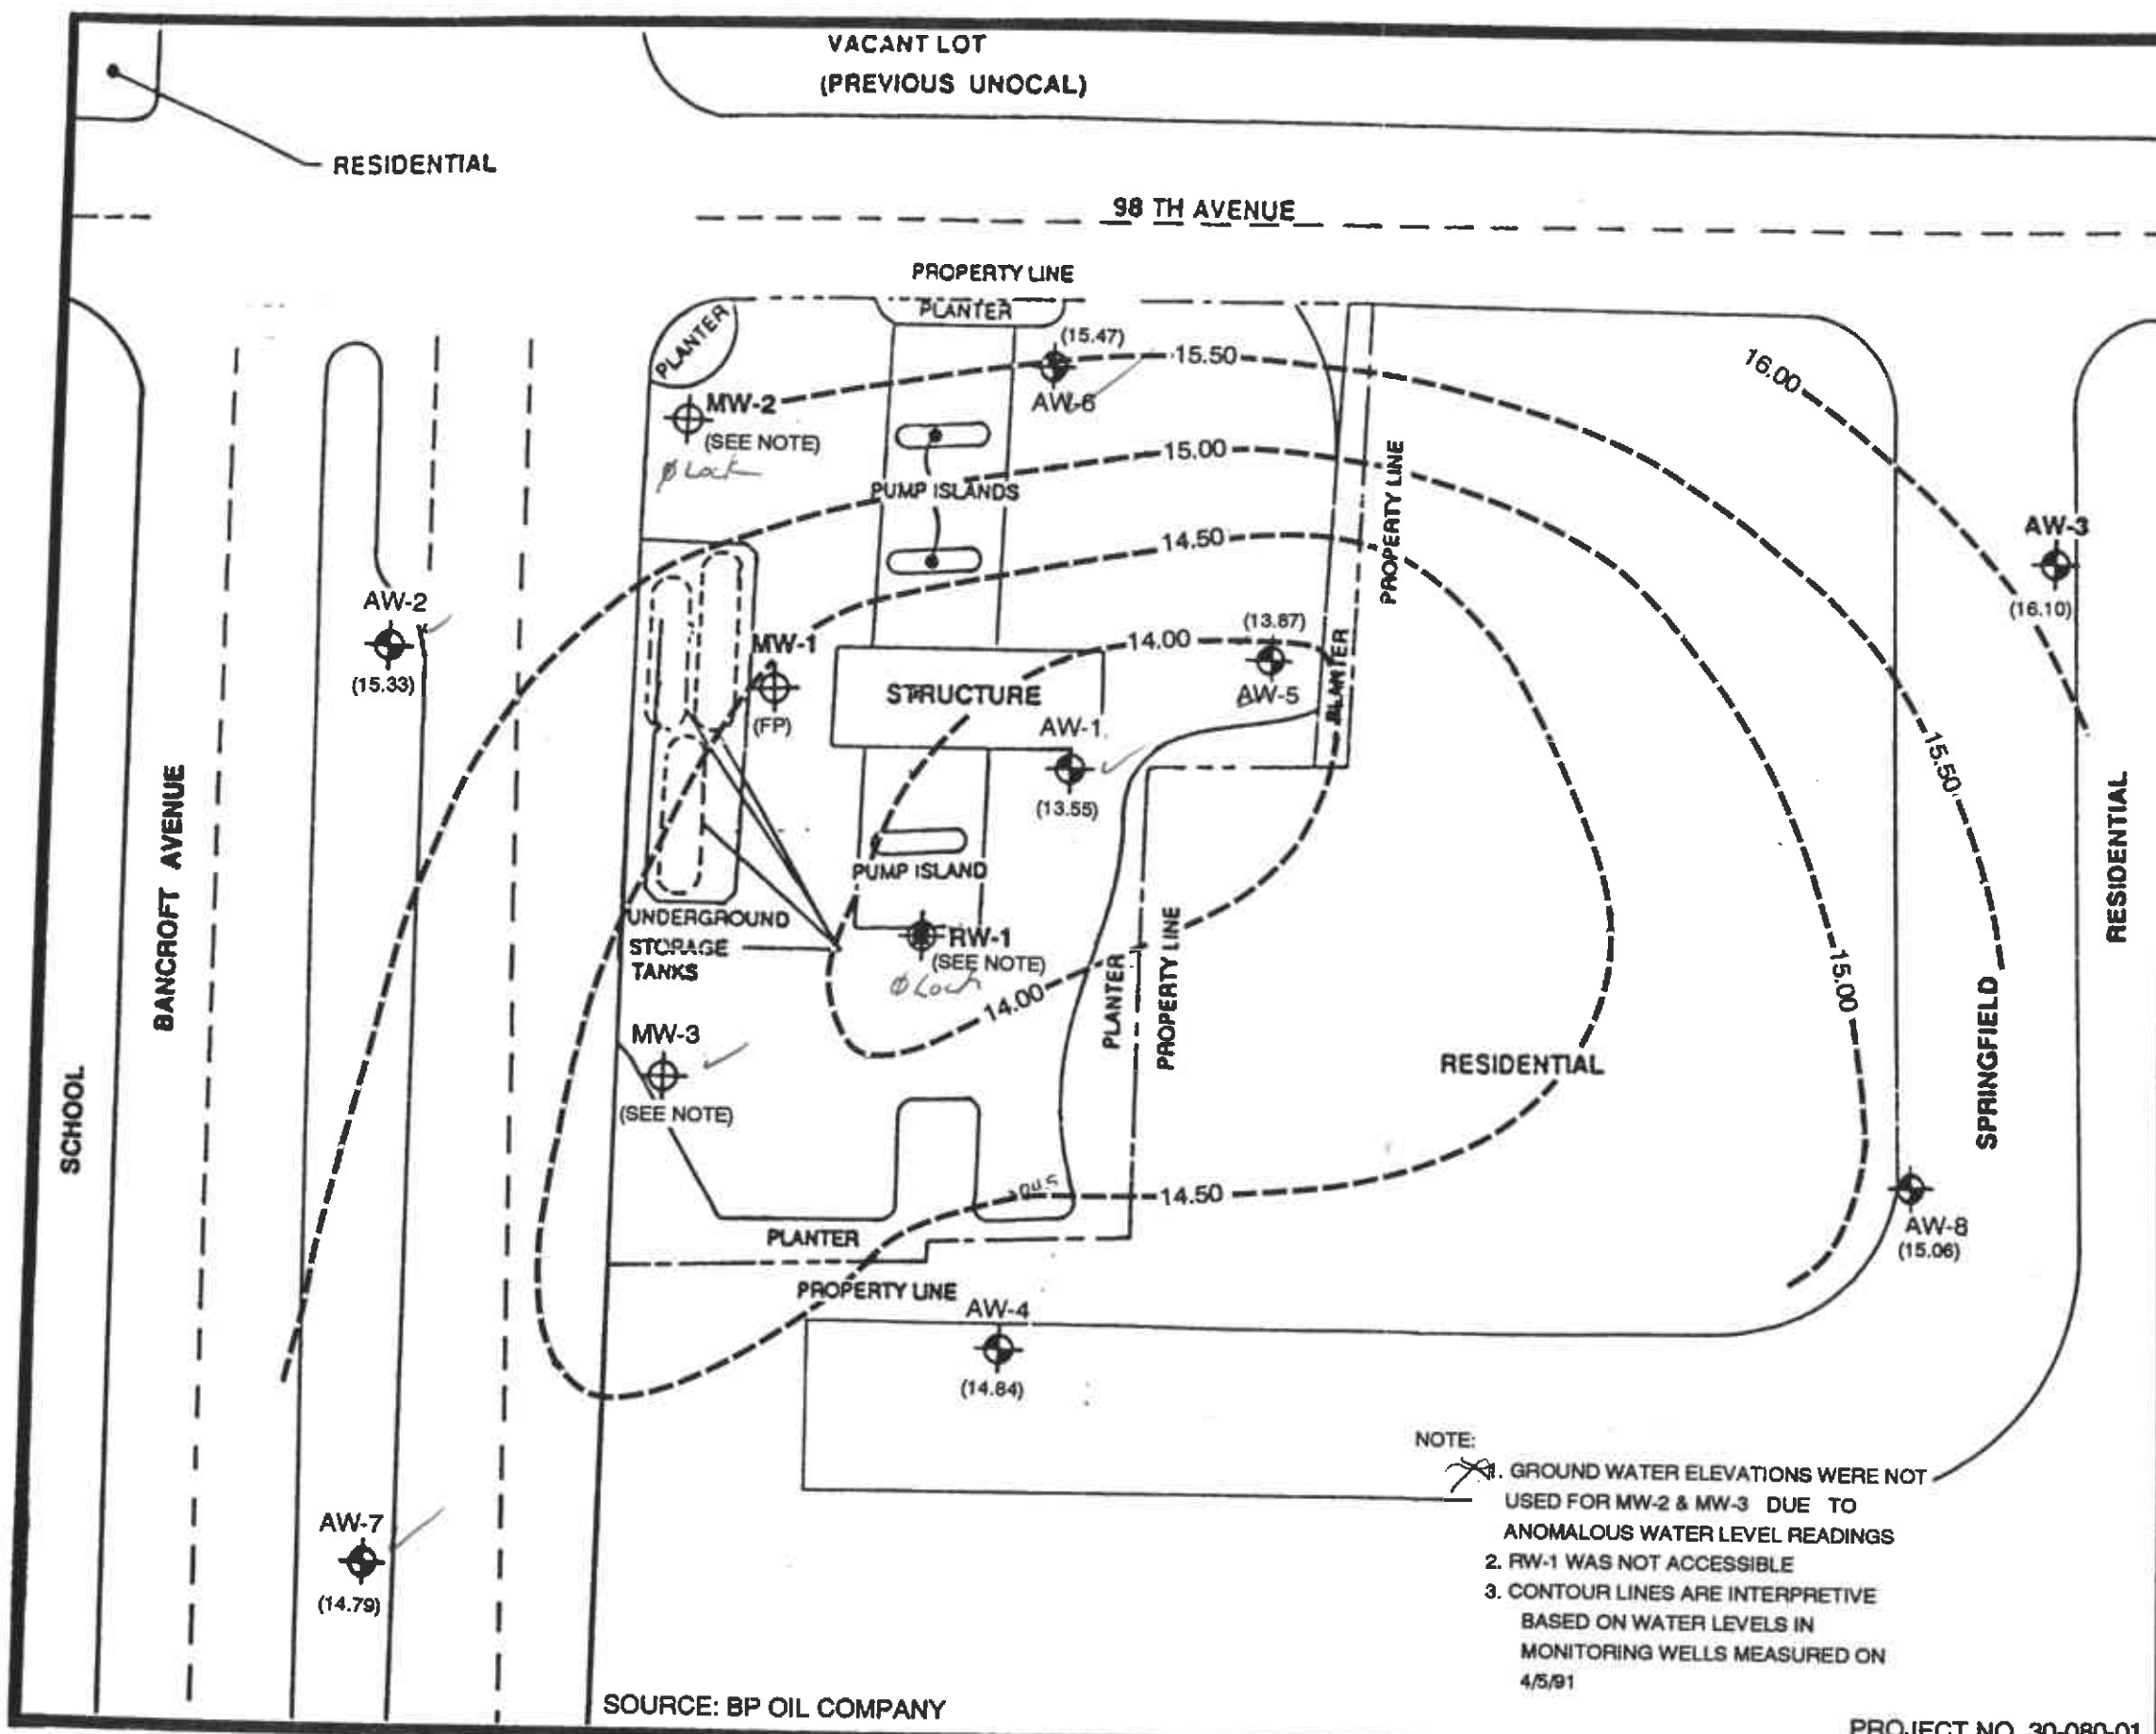 VACANT LOT
(PREVIOUS UNOCAL)
RESIDENTIAL
98 TH AVENUE
PROPERTY LINE
PLANTER
PLANTER
(15.47)
AW-6
15.50
16.00
MW-2
(SEE NOTE)
Ø Lock
15.00
PUMP ISLANDS
PROPERTY LINE
14.50
AW-3
(16.10)
AW-2
(15.33)
MW-1
(FP)
14.00
(13.87)
AW-5
PLANTER
STRUCTURE
AW-1
(13.55)
15.50
BANCROFT AVENUE
RESIDENTIAL
PUMP ISLAND
UNDERGROUND
STORAGE
TANKS
RW-1
(SEE NOTE)
Ø Lock
14.00
PLANTER
PROPERTY LINE
15.00
SPRINGFIELD
MW-3
(SEE NOTE)
RESIDENTIAL
SCHOOL
14.50
PLANTER
PROPERTY LINE
AW-8
(15.06)
AW-4
(14.84)
AW-7
(14.79)
NOTE:
1. GROUND WATER ELEVATIONS WERE NOT
USED FOR MW-2 & MW-3 DUE TO
ANOMALOUS WATER LEVEL READINGS
2. RW-1 WAS NOT ACCESSIBLE
3. CONTOUR LINES ARE INTERPRETIVE
BASED ON WATER LEVELS IN
MONITORING WELLS MEASURED ON
4/5/91
SOURCE: BP OIL COMPANY
PROJECT NO. 30-080-01